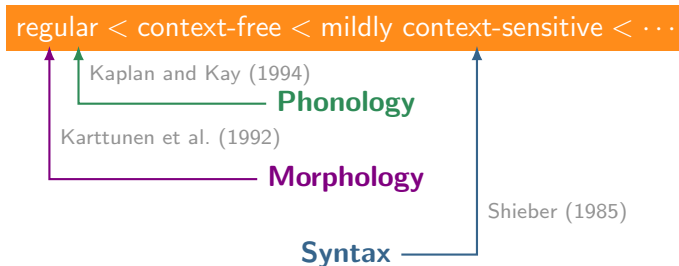 regular < context-free < mildly context-sensitive < ⋯
Kaplan and Kay (1994)
Phonology
Karttunen et al. (1992)
Morphology
Shieber (1985)
Syntax